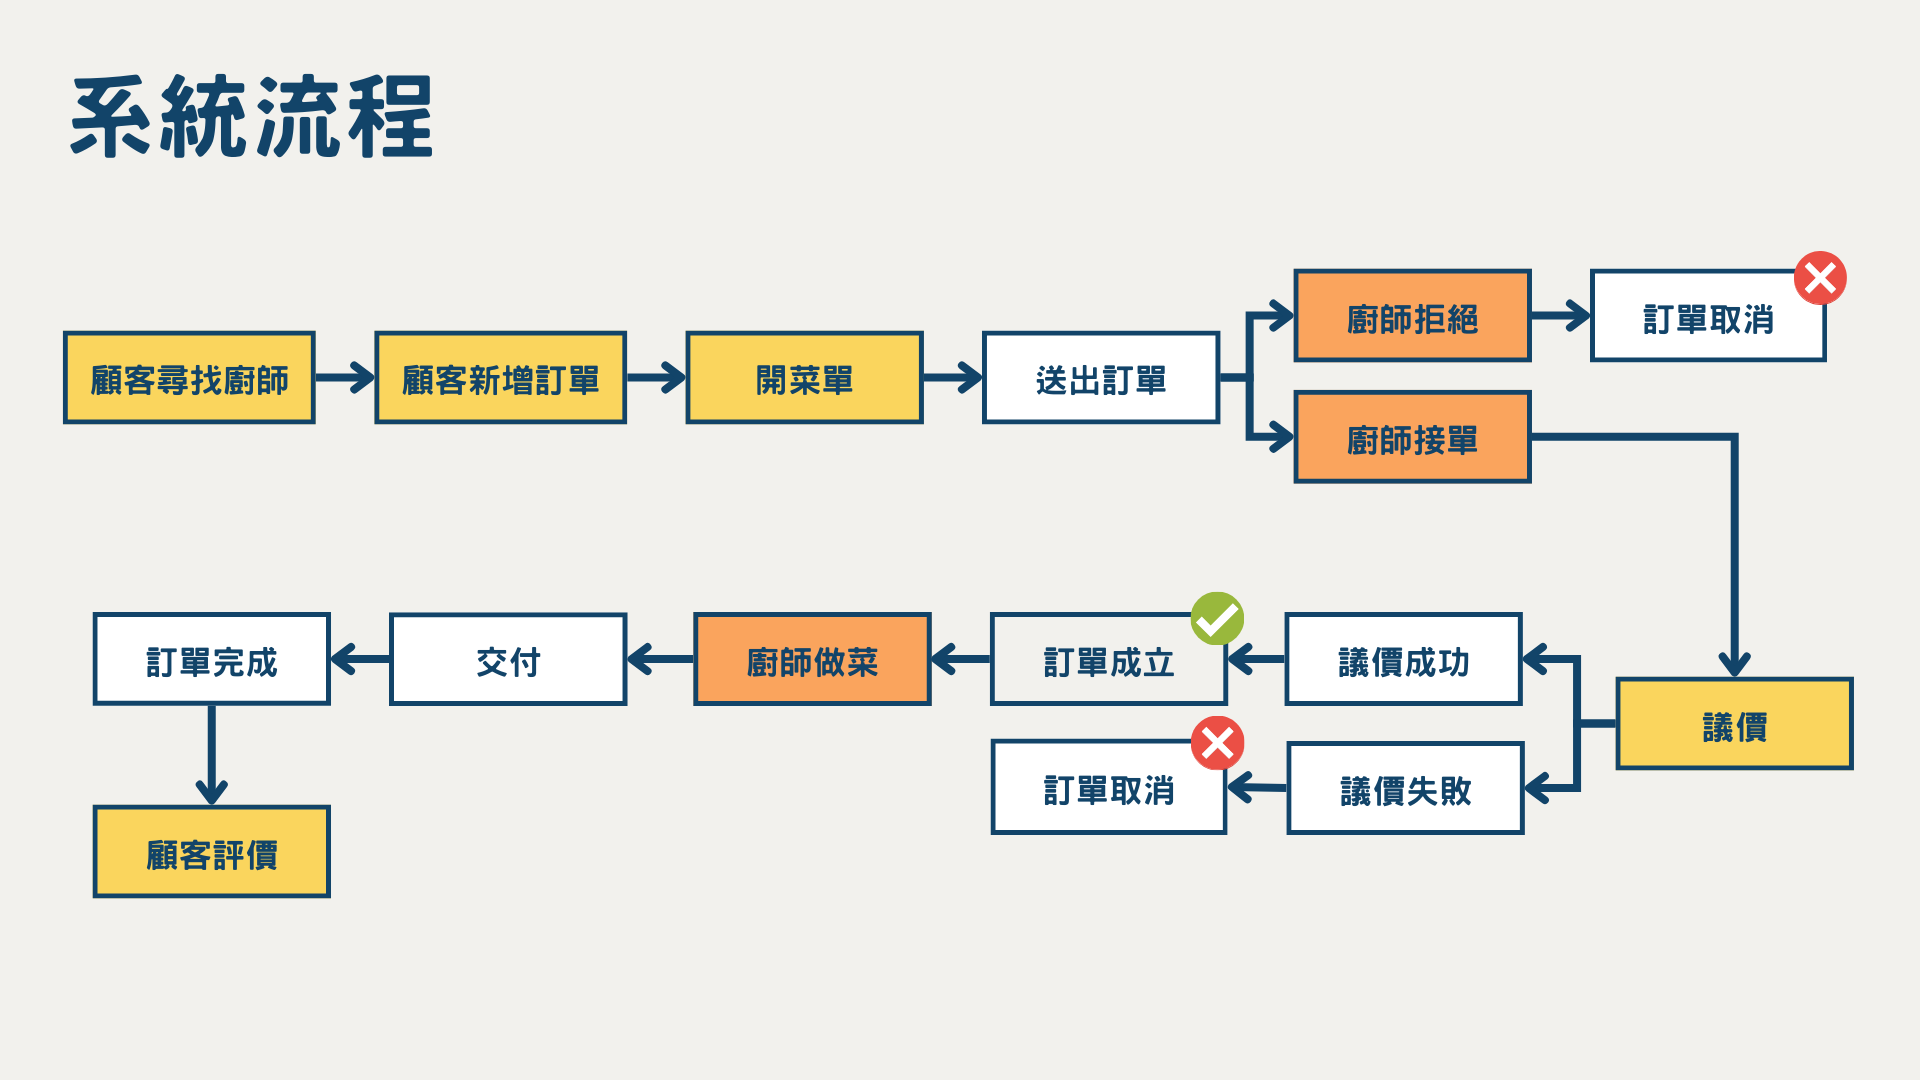 系統流程
顧客尋找廚師
顧客新增訂單
開菜單
送出訂單
廚師拒絕
訂單取消
廚師接單
議價
議價成功
訂單成立
廚師做菜
交付
訂單完成
顧客評價
議價失敗
訂單取消